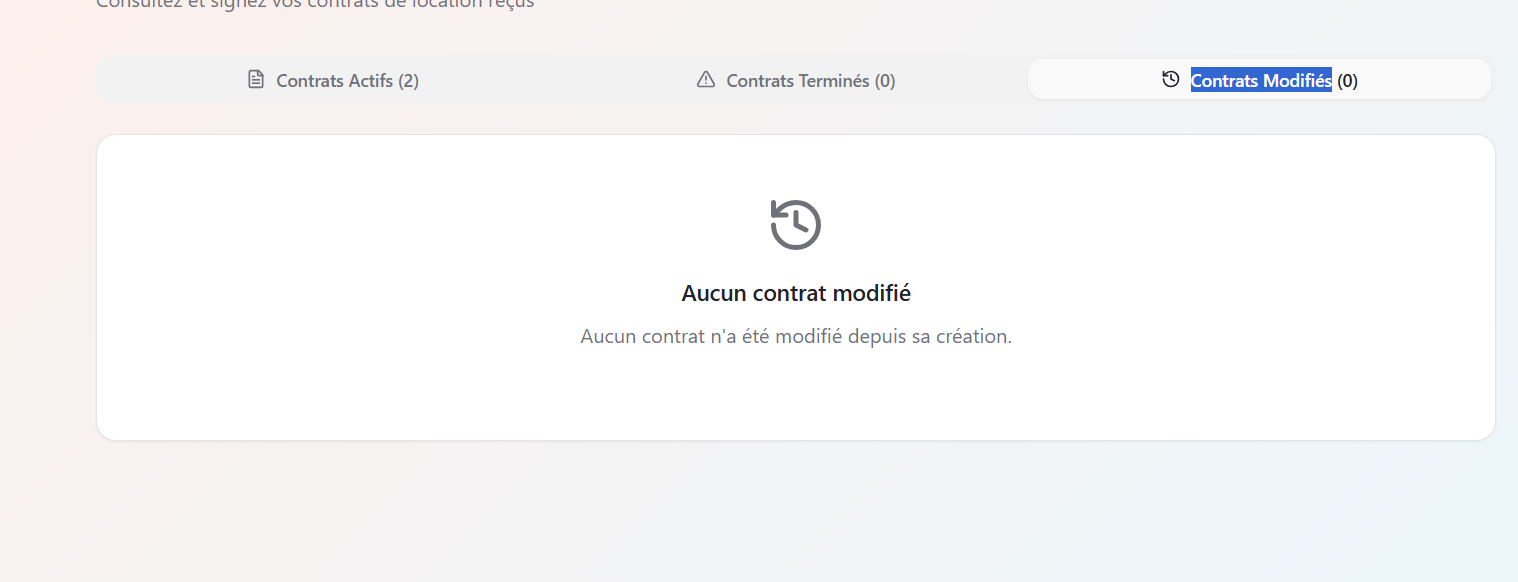 Consultez et signez vos contrats de location reçus
Contrats Actifs (2)
Contrats Terminés (0)
Contrats Modifiés (0)
Aucun contrat modifié
Aucun contrat n'a été modifié depuis sa création.